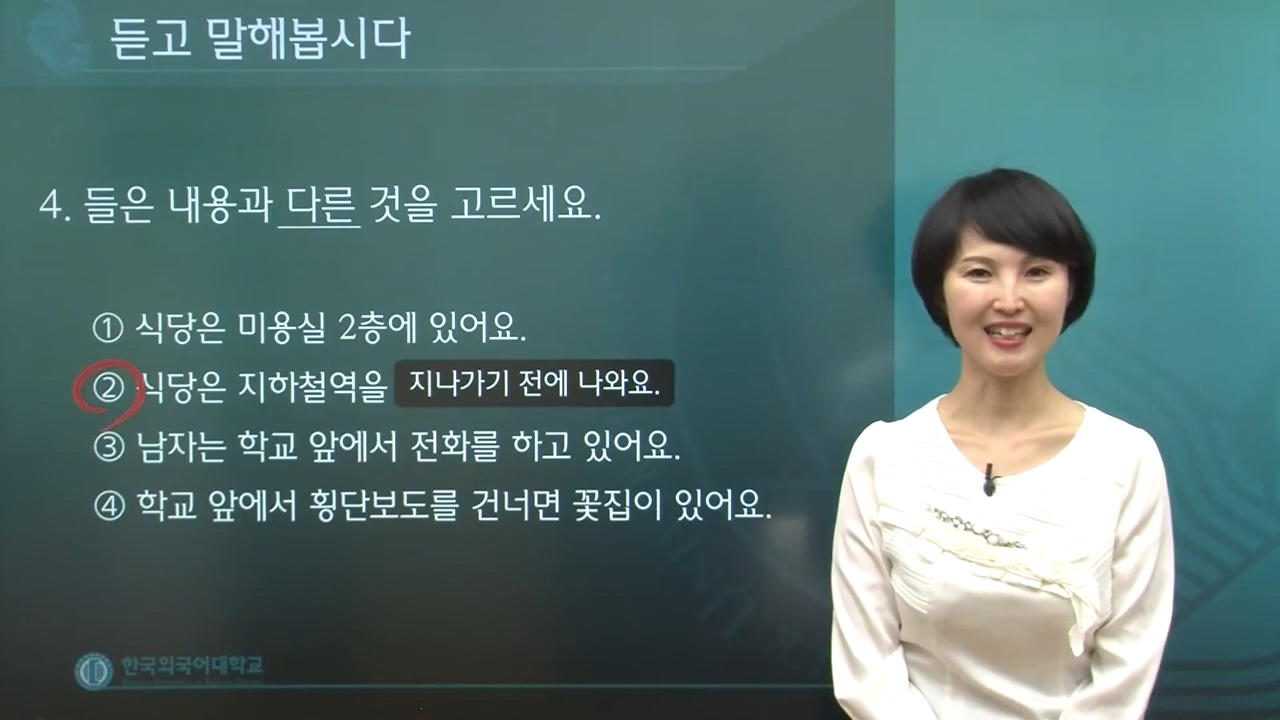 듣고 말해봅시다
4. 들은 내용과 다른 것을 고르세요.
① 식당은 미용실 2층에 있어요.
② 식당은 지하철역을 지나가기 전에 나와요.
③ 남자는 학교 앞에서 전화를 하고 있어요.
④ 학교 앞에서 횡단보도를 건너면 꽃집이 있어요.
한국외국어대학교